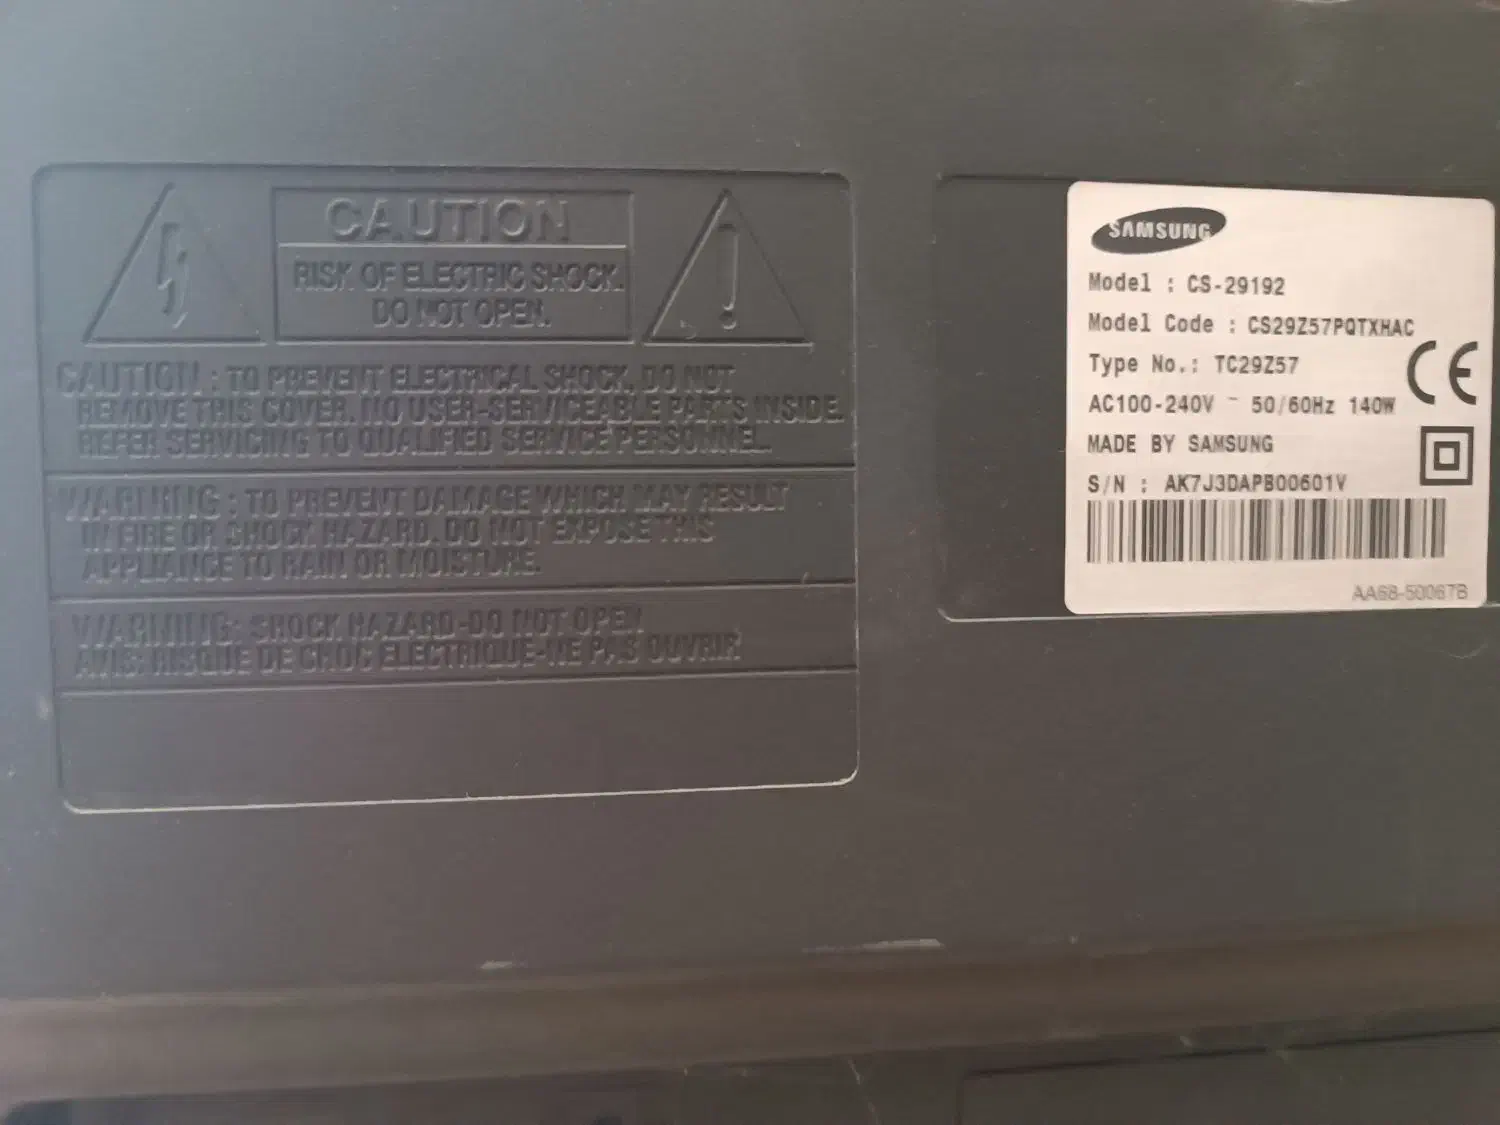 CAUTION
RISK OF ELECTRIC SHOCK.
DO NOT OPEN.
CAUTION : TO PREVENT ELECTRICAL SHOCK, DO NOT
REMOVE THIS COVER. NO USER-SERVICEABLE PARTS INSIDE.
REFER SERVICING TO QUALIFIED SERVICE PERSONNEL.
WARNING : TO PREVENT DAMAGE WHICH MAY RESULT
IN FIRE OR SHOCK HAZARD. DO NOT EXPOSE THIS
APPLIANCE TO RAIN OR MOISTURE.
WARNING: SHOCK HAZARD-DO NOT OPEN
AVIS: RISQUE DE CHOC ELECTRIQUE-NE PAS OUVRIR
SAMSUNG
Model : CS-29192
Model Code : CS29Z57PQTXHAC
Type No.: TC29Z57
CE
AC100-240V ~ 50/60Hz 140W
MADE BY SAMSUNG
S/N : AK7J3DAPB00601V
AA68-50067B